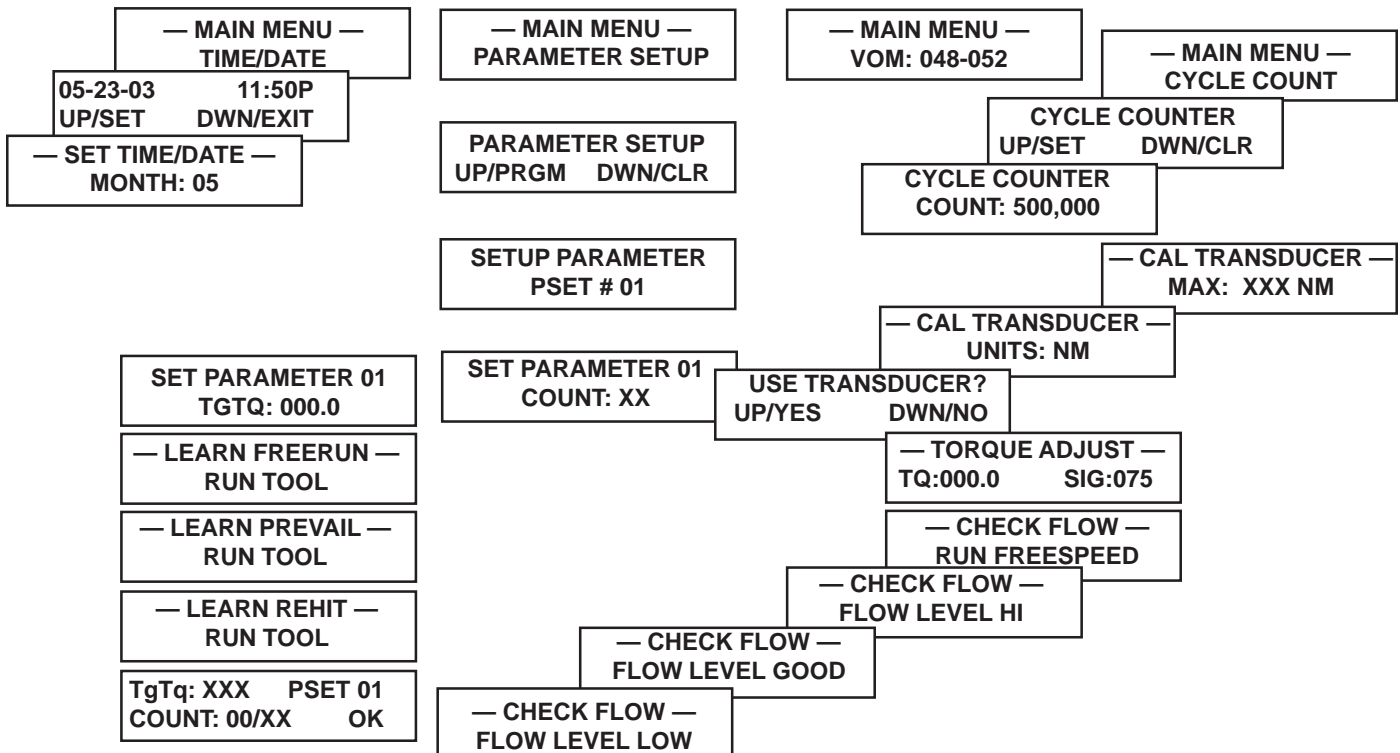 — MAIN MENU —
TIME/DATE
05-23-03 11:50P
UP/SET DWN/EXIT
— SET TIME/DATE —
MONTH: 05
— MAIN MENU —
PARAMETER SETUP
PARAMETER SETUP
UP/PRGM DWN/CLR
SETUP PARAMETER
PSET # 01
— MAIN MENU —
VOM: 048-052
— MAIN MENU —
CYCLE COUNT
CYCLE COUNTER
UP/SET DWN/CLR
CYCLE COUNTER
COUNT: 500,000
— CAL TRANSDUCER —
MAX: XXX NM
— CAL TRANSDUCER —
UNITS: NM
SET PARAMETER 01
COUNT: XX
USE TRANSDUCER?
UP/YES DWN/NO
SET PARAMETER 01
TGTQ: 000.0
— LEARN FREERUN —
RUN TOOL
— LEARN PREVAIL —
RUN TOOL
— LEARN REHIT —
RUN TOOL
TgTq: XXX PSET 01
COUNT: 00/XX OK
— TORQUE ADJUST —
TQ:000.0 SIG:075
— CHECK FLOW —
RUN FREESPEED
— CHECK FLOW —
FLOW LEVEL HI
— CHECK FLOW —
FLOW LEVEL GOOD
— CHECK FLOW —
FLOW LEVEL LOW